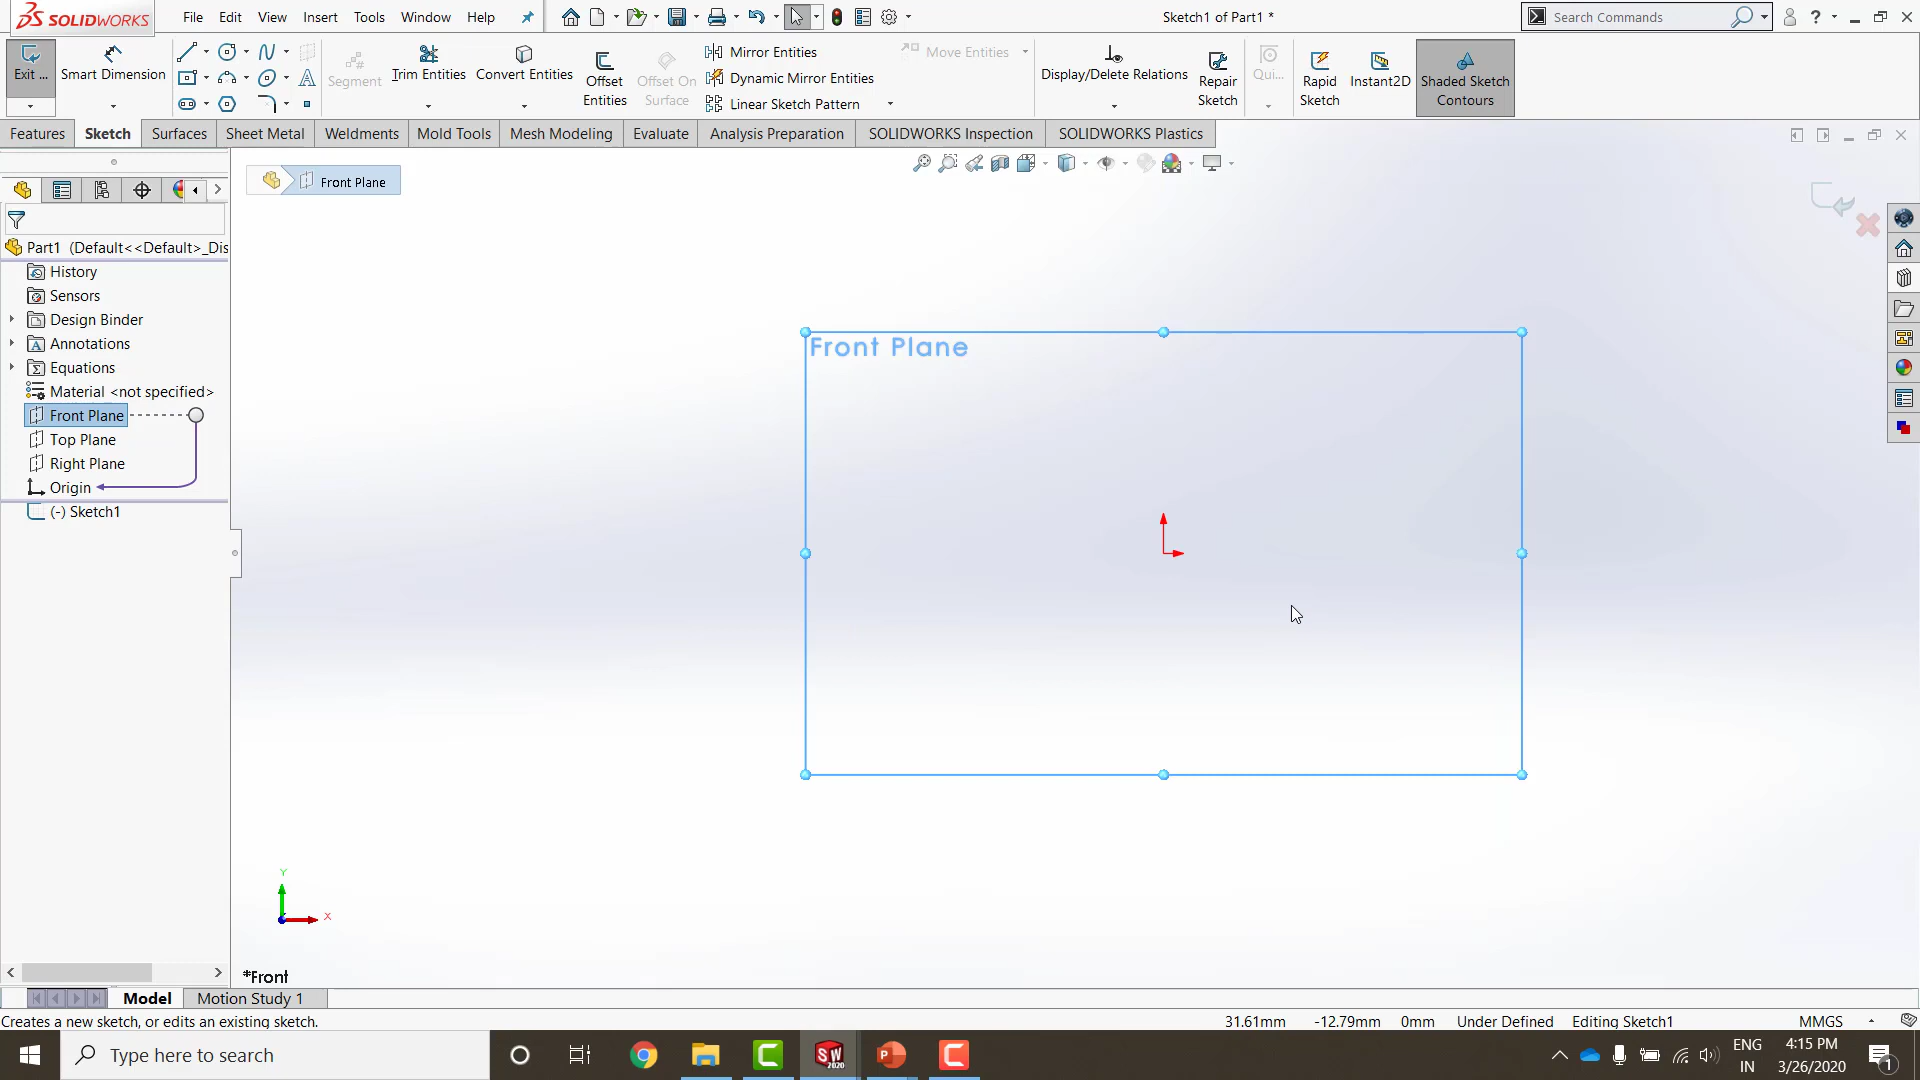 SOLIDWORKS
File Edit View Insert Tools Window Help
Sketch1 of Part1 *
Search Commands
Exit ...
Smart Dimension
Segment
Trim Entities
Convert Entities
Offset Entities
Offset On Surface
Mirror Entities
Dynamic Mirror Entities
Linear Sketch Pattern
Move Entities
Display/Delete Relations
Repair Sketch
Qui...
Rapid Sketch
Instant2D
Shaded Sketch Contours
Features Sketch Surfaces Sheet Metal Weldments Mold Tools Mesh Modeling Evaluate Analysis Preparation SOLIDWORKS Inspection SOLIDWORKS Plastics
Front Plane
Part1 (Default<<Default>_Dis
History
Sensors
Design Binder
Annotations
Equations
Material <not specified>
Front Plane
Top Plane
Right Plane
Origin
(-) Sketch1
Front Plane
Y
X
*Front
Model Motion Study 1
Creates a new sketch, or edits an existing sketch.
31.61mm -12.79mm 0mm Under Defined Editing Sketch1 MMGS
Type here to search
SW 2020
ENG
IN
4:15 PM
3/26/2020
1